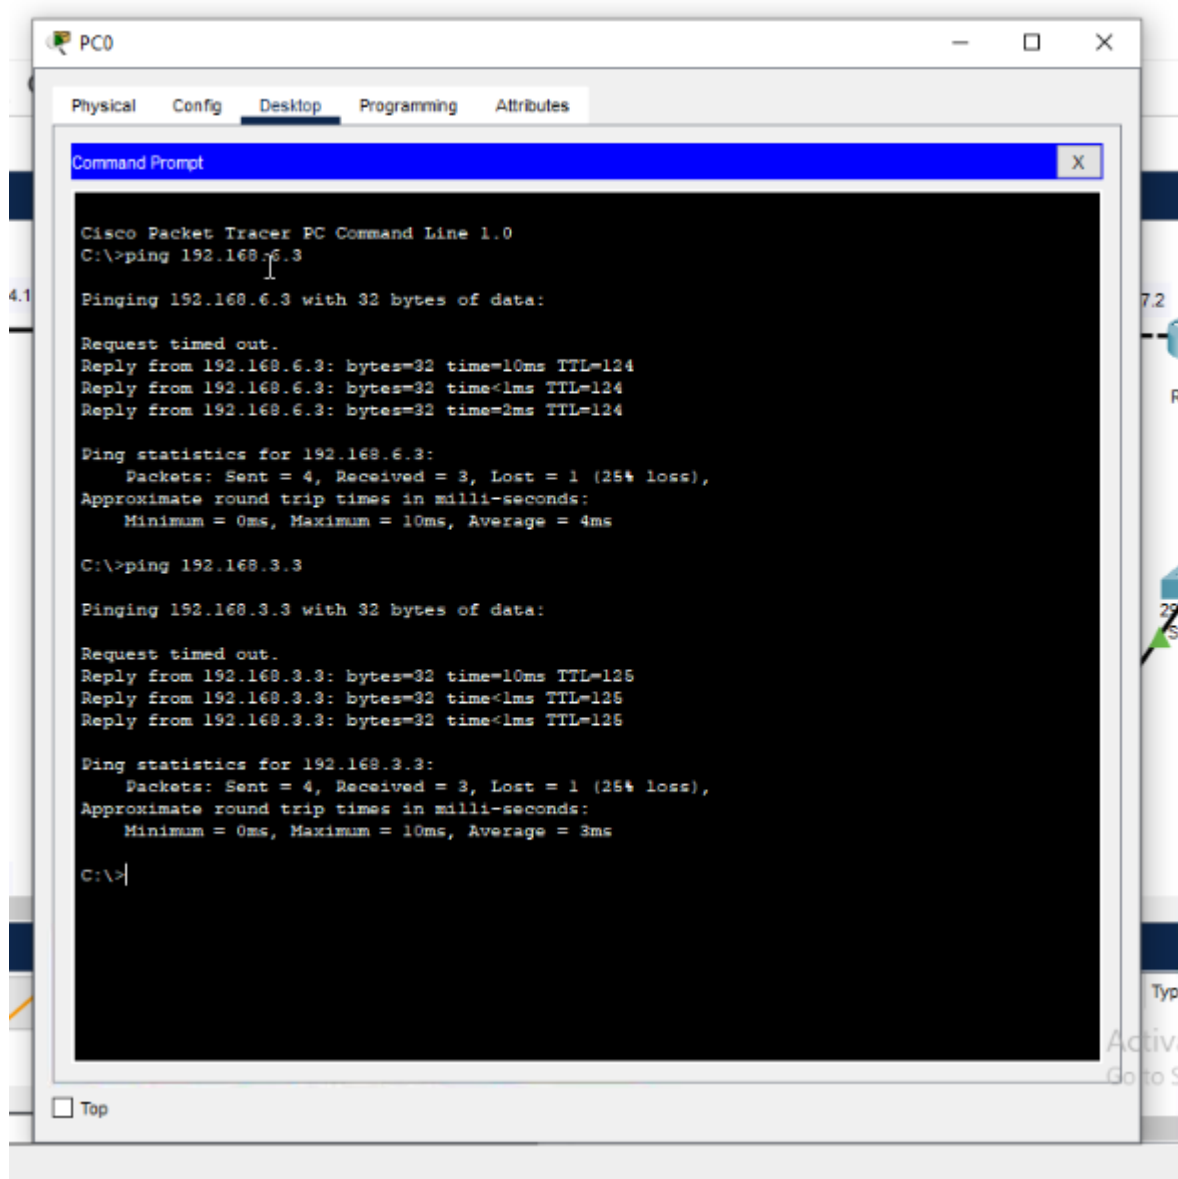 PC0
Physical Config Desktop Programming Attributes
Command Prompt
X
Cisco Packet Tracer PC Command Line 1.0
C:\>ping 192.168.6.3
Pinging 192.168.6.3 with 32 bytes of data:
Request timed out.
Reply from 192.168.6.3: bytes=32 time=10ms TTL=124
Reply from 192.168.6.3: bytes=32 time<1ms TTL=124
Reply from 192.168.6.3: bytes=32 time=2ms TTL=124
Ping statistics for 192.168.6.3:
Packets: Sent = 4, Received = 3, Lost = 1 (25% loss),
Approximate round trip times in milli-seconds:
Minimum = 0ms, Maximum = 10ms, Average = 4ms
C:\>ping 192.168.3.3
Pinging 192.168.3.3 with 32 bytes of data:
Request timed out.
Reply from 192.168.3.3: bytes=32 time=10ms TTL=125
Reply from 192.168.3.3: bytes=32 time<1ms TTL=125
Reply from 192.168.3.3: bytes=32 time<1ms TTL=125
Ping statistics for 192.168.3.3:
Packets: Sent = 4, Received = 3, Lost = 1 (25% loss),
Approximate round trip times in milli-seconds:
Minimum = 0ms, Maximum = 10ms, Average = 3ms
C:\>
Top
4.1
7.2
29
Typ
Activa
Go to S